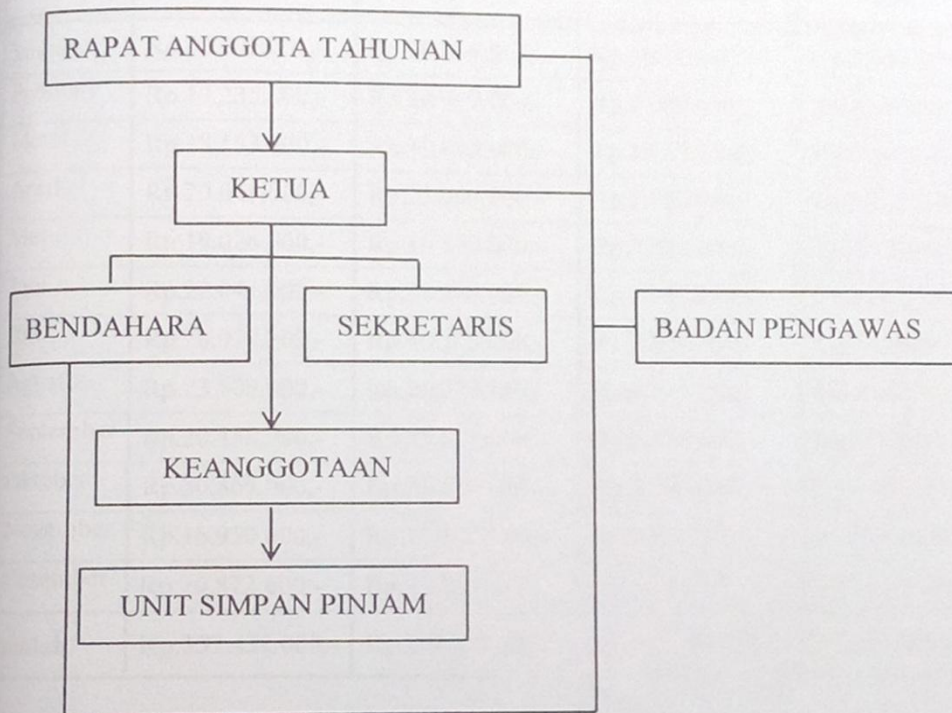 RAPAT ANGGOTA TAHUNAN
KETUA
BENDAHARA
SEKRETARIS
BADAN PENGAWAS
KEANGGOTAAN
UNIT SIMPAN PINJAM